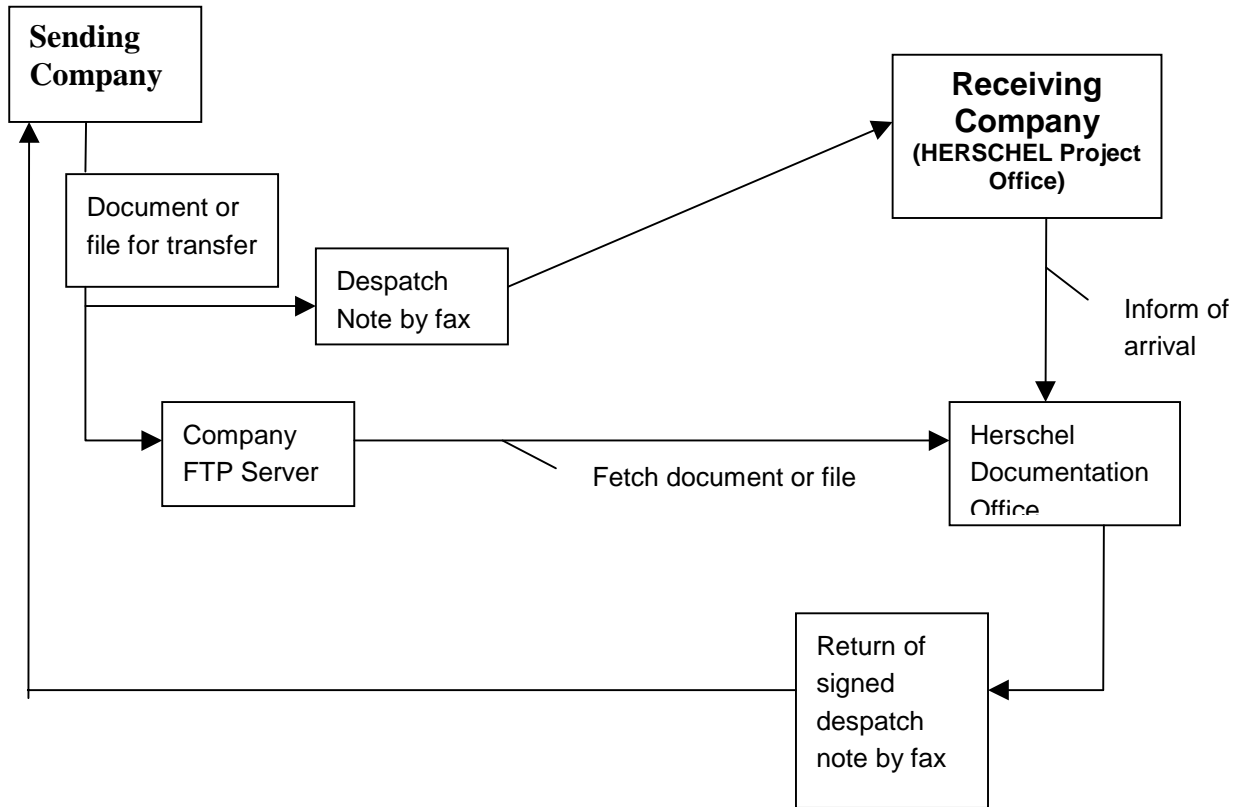 Sending
Company
Receiving
Company
(HERSCHEL Project
Office)
Document or
file for transfer
Despatch
Note by fax
Inform of
arrival
Company
FTP Server
Fetch document or file
Herschel
Documentation
Office
Return of
signed
despatch
note by fax